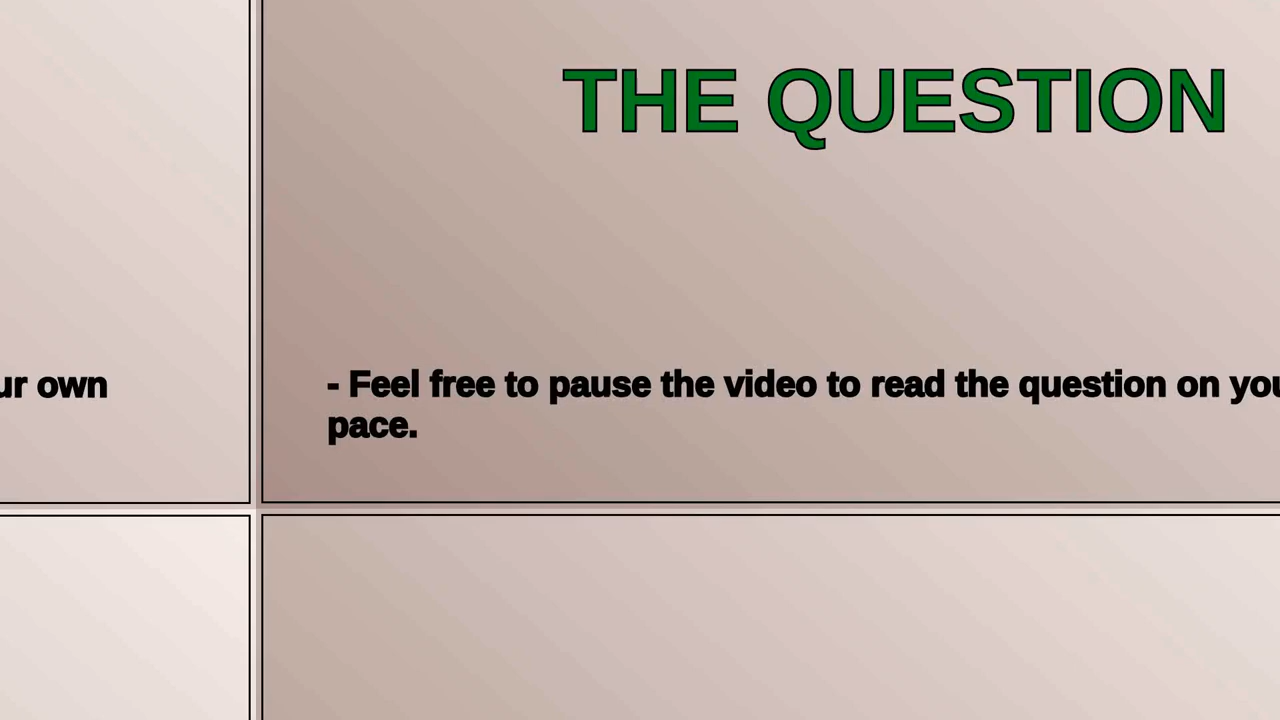 THE QUESTION
ur own
- Feel free to pause the video to read the question on you
pace.